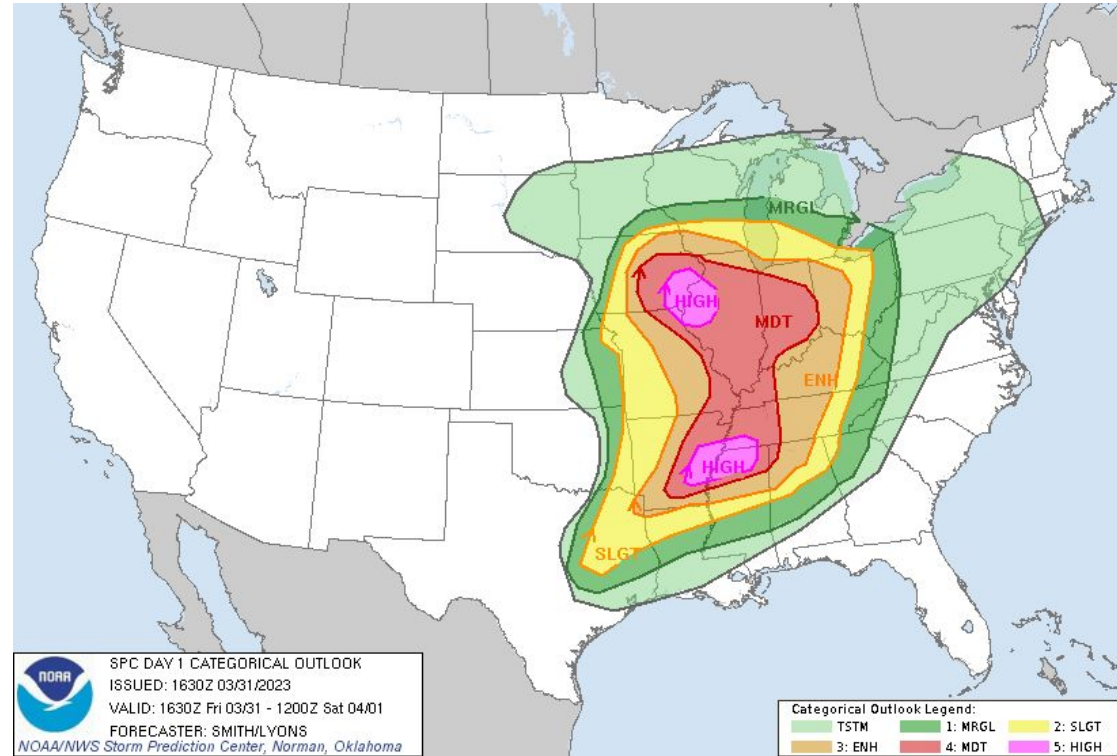 MRGL
HIGH
MDT
ENH
HIGH
SLGT
noaa
SPC DAY 1 CATEGORICAL OUTLOOK
ISSUED: 1630Z 03/31/2023
VALID: 1630Z Fri 03/31 - 1200Z Sat 04/01
FORECASTER: SMITH/LYONS
NOAA/NWS Storm Prediction Center, Norman, Oklahoma
Categorical Outlook Legend:
TSTM 1: MRGL 2: SLGT
3: ENH 4: MDT 5: HIGH